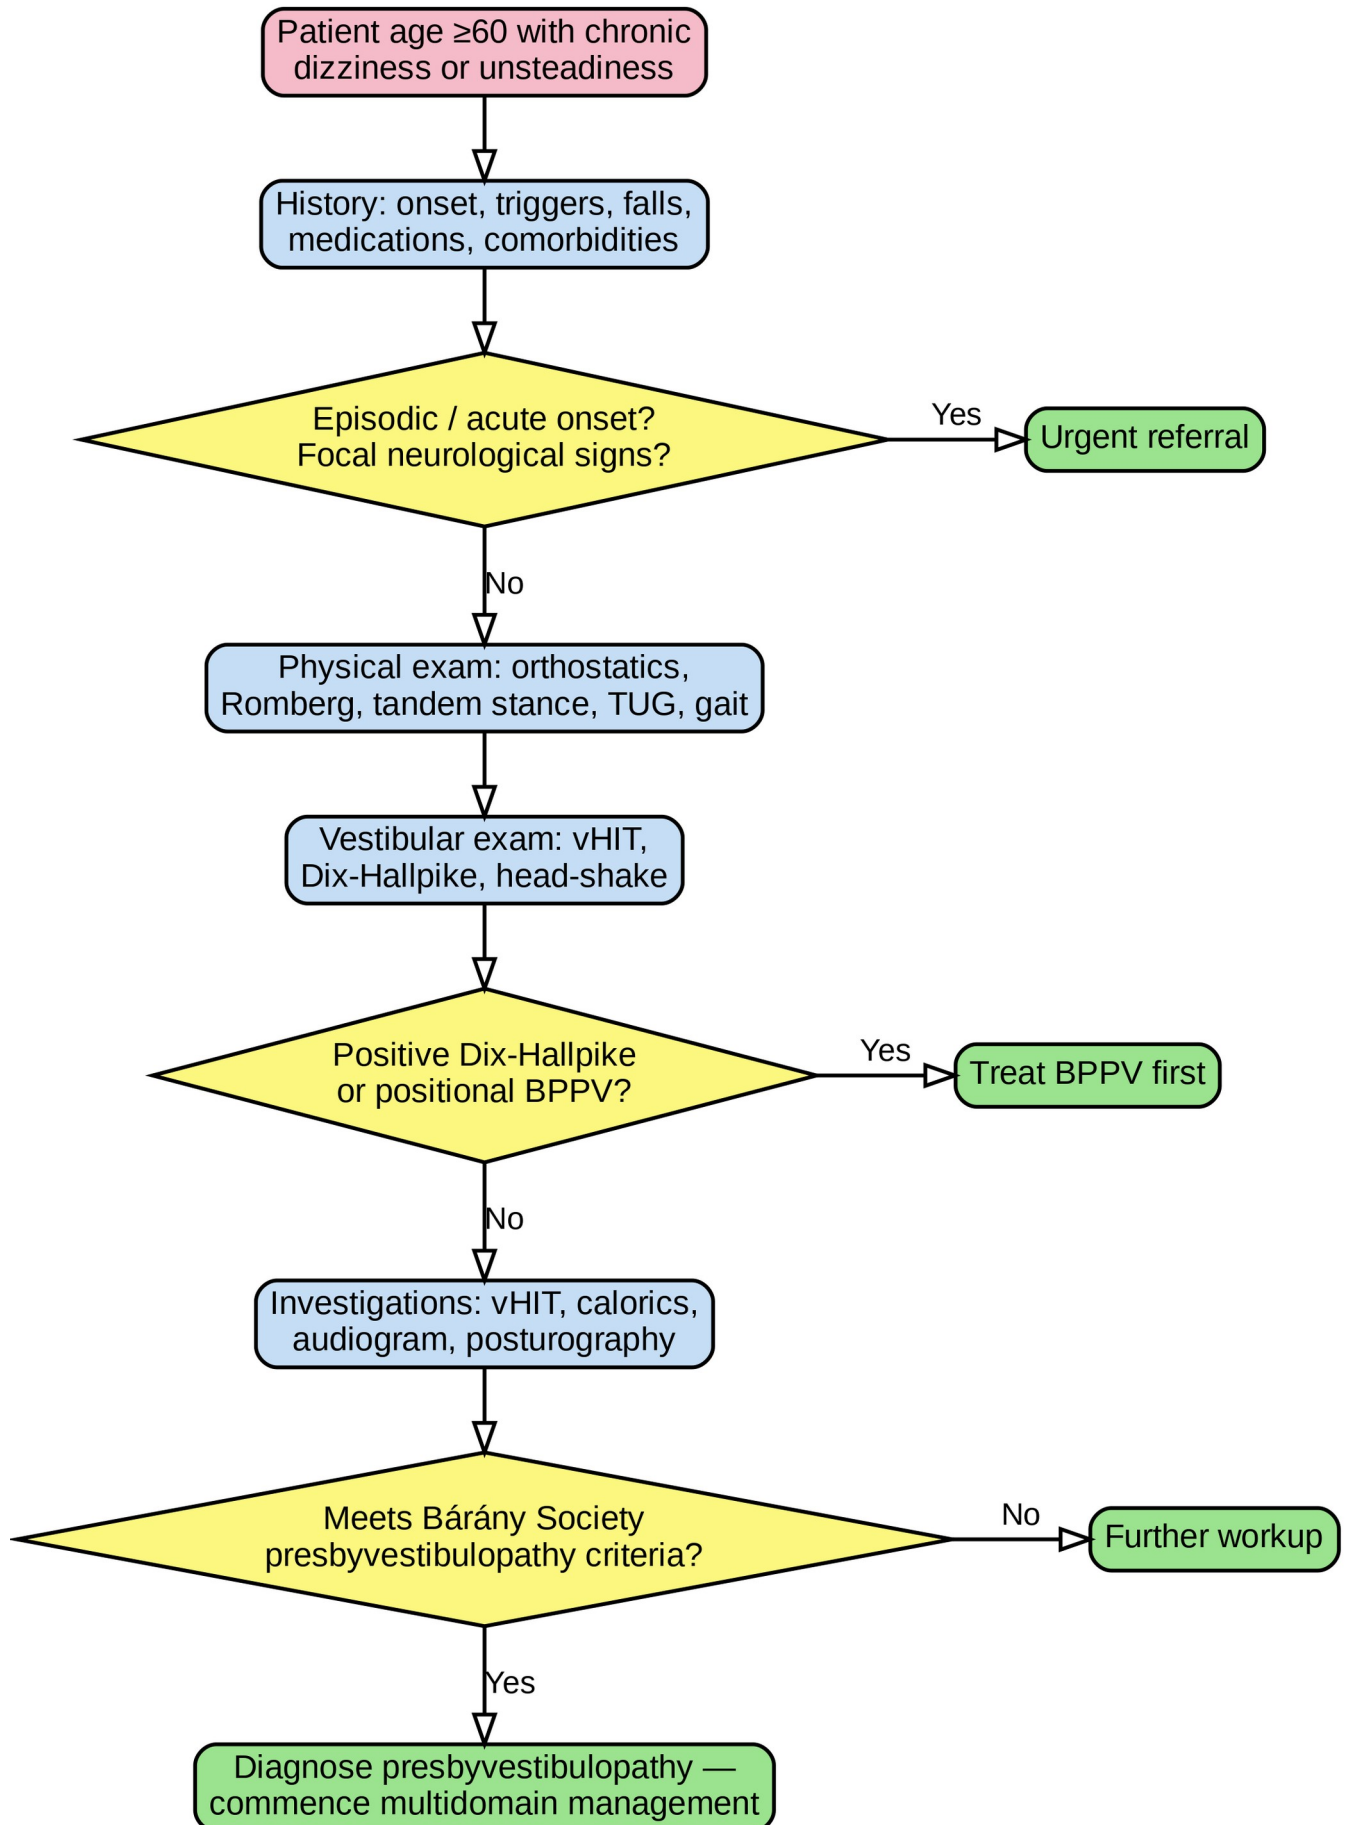 Patient age ≥60 with chronic
dizziness or unsteadiness
History: onset, triggers, falls,
medications, comorbidities
Episodic / acute onset?
Focal neurological signs?
Yes
Urgent referral
No
Physical exam: orthostatics,
Romberg, tandem stance, TUG, gait
Vestibular exam: vHIT,
Dix-Hallpike, head-shake
Positive Dix-Hallpike
or positional BPPV?
Yes
Treat BPPV first
No
Investigations: vHIT, calorics,
audiogram, posturography
Meets Bárány Society
presbyvestibulopathy criteria?
No
Further workup
Yes
Diagnose presbyvestibulopathy —
commence multidomain management